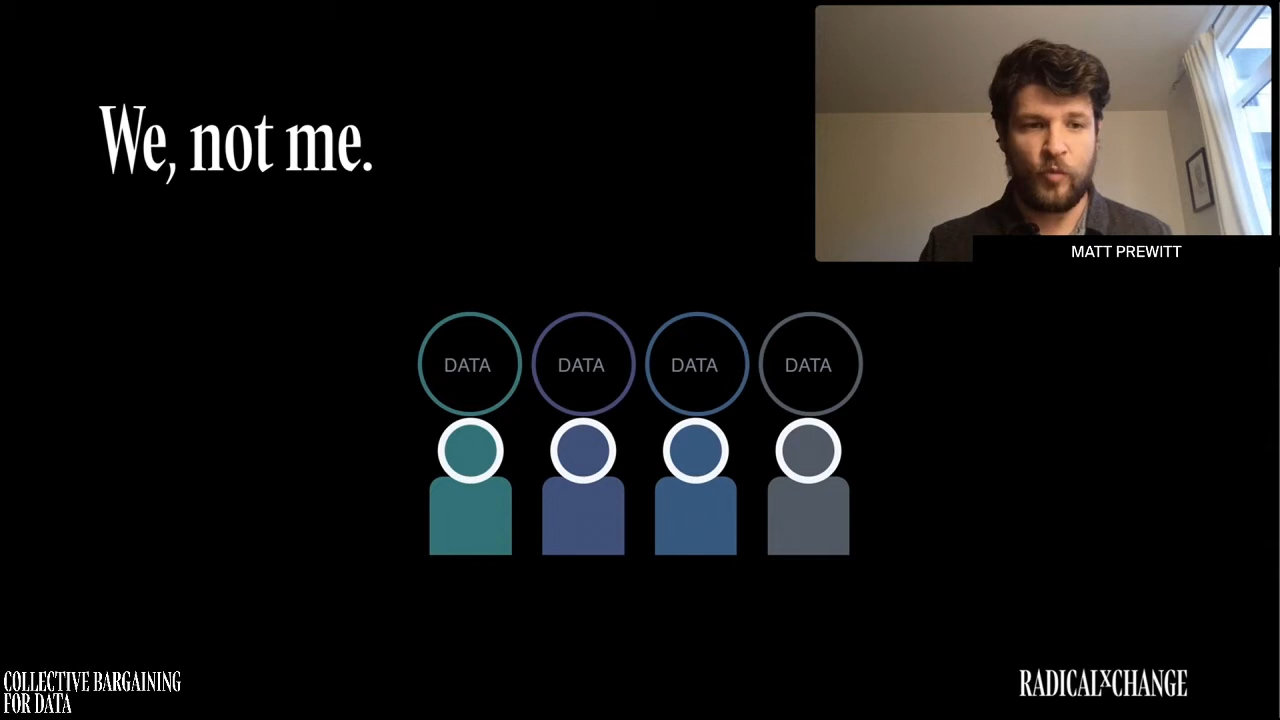 We, not me.
MATT PREWITT
DATA
DATA
DATA
DATA
COLLECTIVE BARGAINING
FOR DATA
RADICALXCHANGE